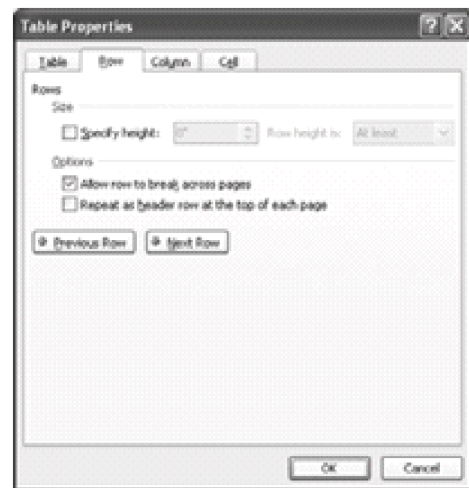 Table Properties
Table Row Column Cell
Rows
Size
Specify height: 0" Row height is: At least
Options
Allow row to break across pages
Repeat as header row at the top of each page
Previous Row Next Row
OK Cancel